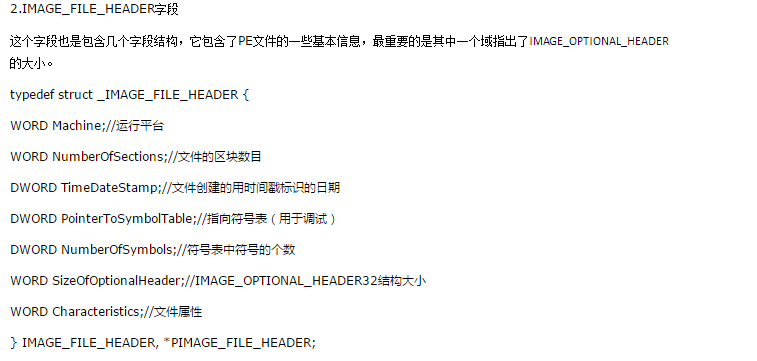 2.IMAGE_FILE_HEADER字段
这个字段也是包含几个字段结构，它包含了PE文件的一些基本信息，最重要的是其中一个域指出了IMAGE_OPTIONAL_HEADER
的大小。
typedef struct _IMAGE_FILE_HEADER {
WORD Machine;//运行平台
WORD NumberOfSections;//文件的区块数目
DWORD TimeDateStamp;//文件创建的用时间戳标识的日期
DWORD PointerToSymbolTable;//指向符号表（用于调试）
DWORD NumberOfSymbols;//符号表中符号的个数
WORD SizeOfOptionalHeader;//IMAGE_OPTIONAL_HEADER32结构大小
WORD Characteristics;//文件属性
} IMAGE_FILE_HEADER, *PIMAGE_FILE_HEADER;